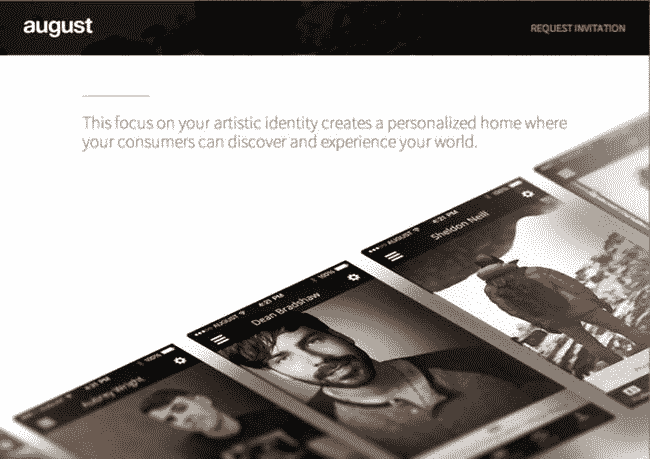 august
REQUEST INVITATION
This focus on your artistic identity creates a personalized home where
your consumers can discover and experience your world.
AUGUST 4:21 PM
Sheldon Neill
AUGUST 4:21 PM 100%
Dean Bradshaw
4:21 PM 100%
Aubrey Wright